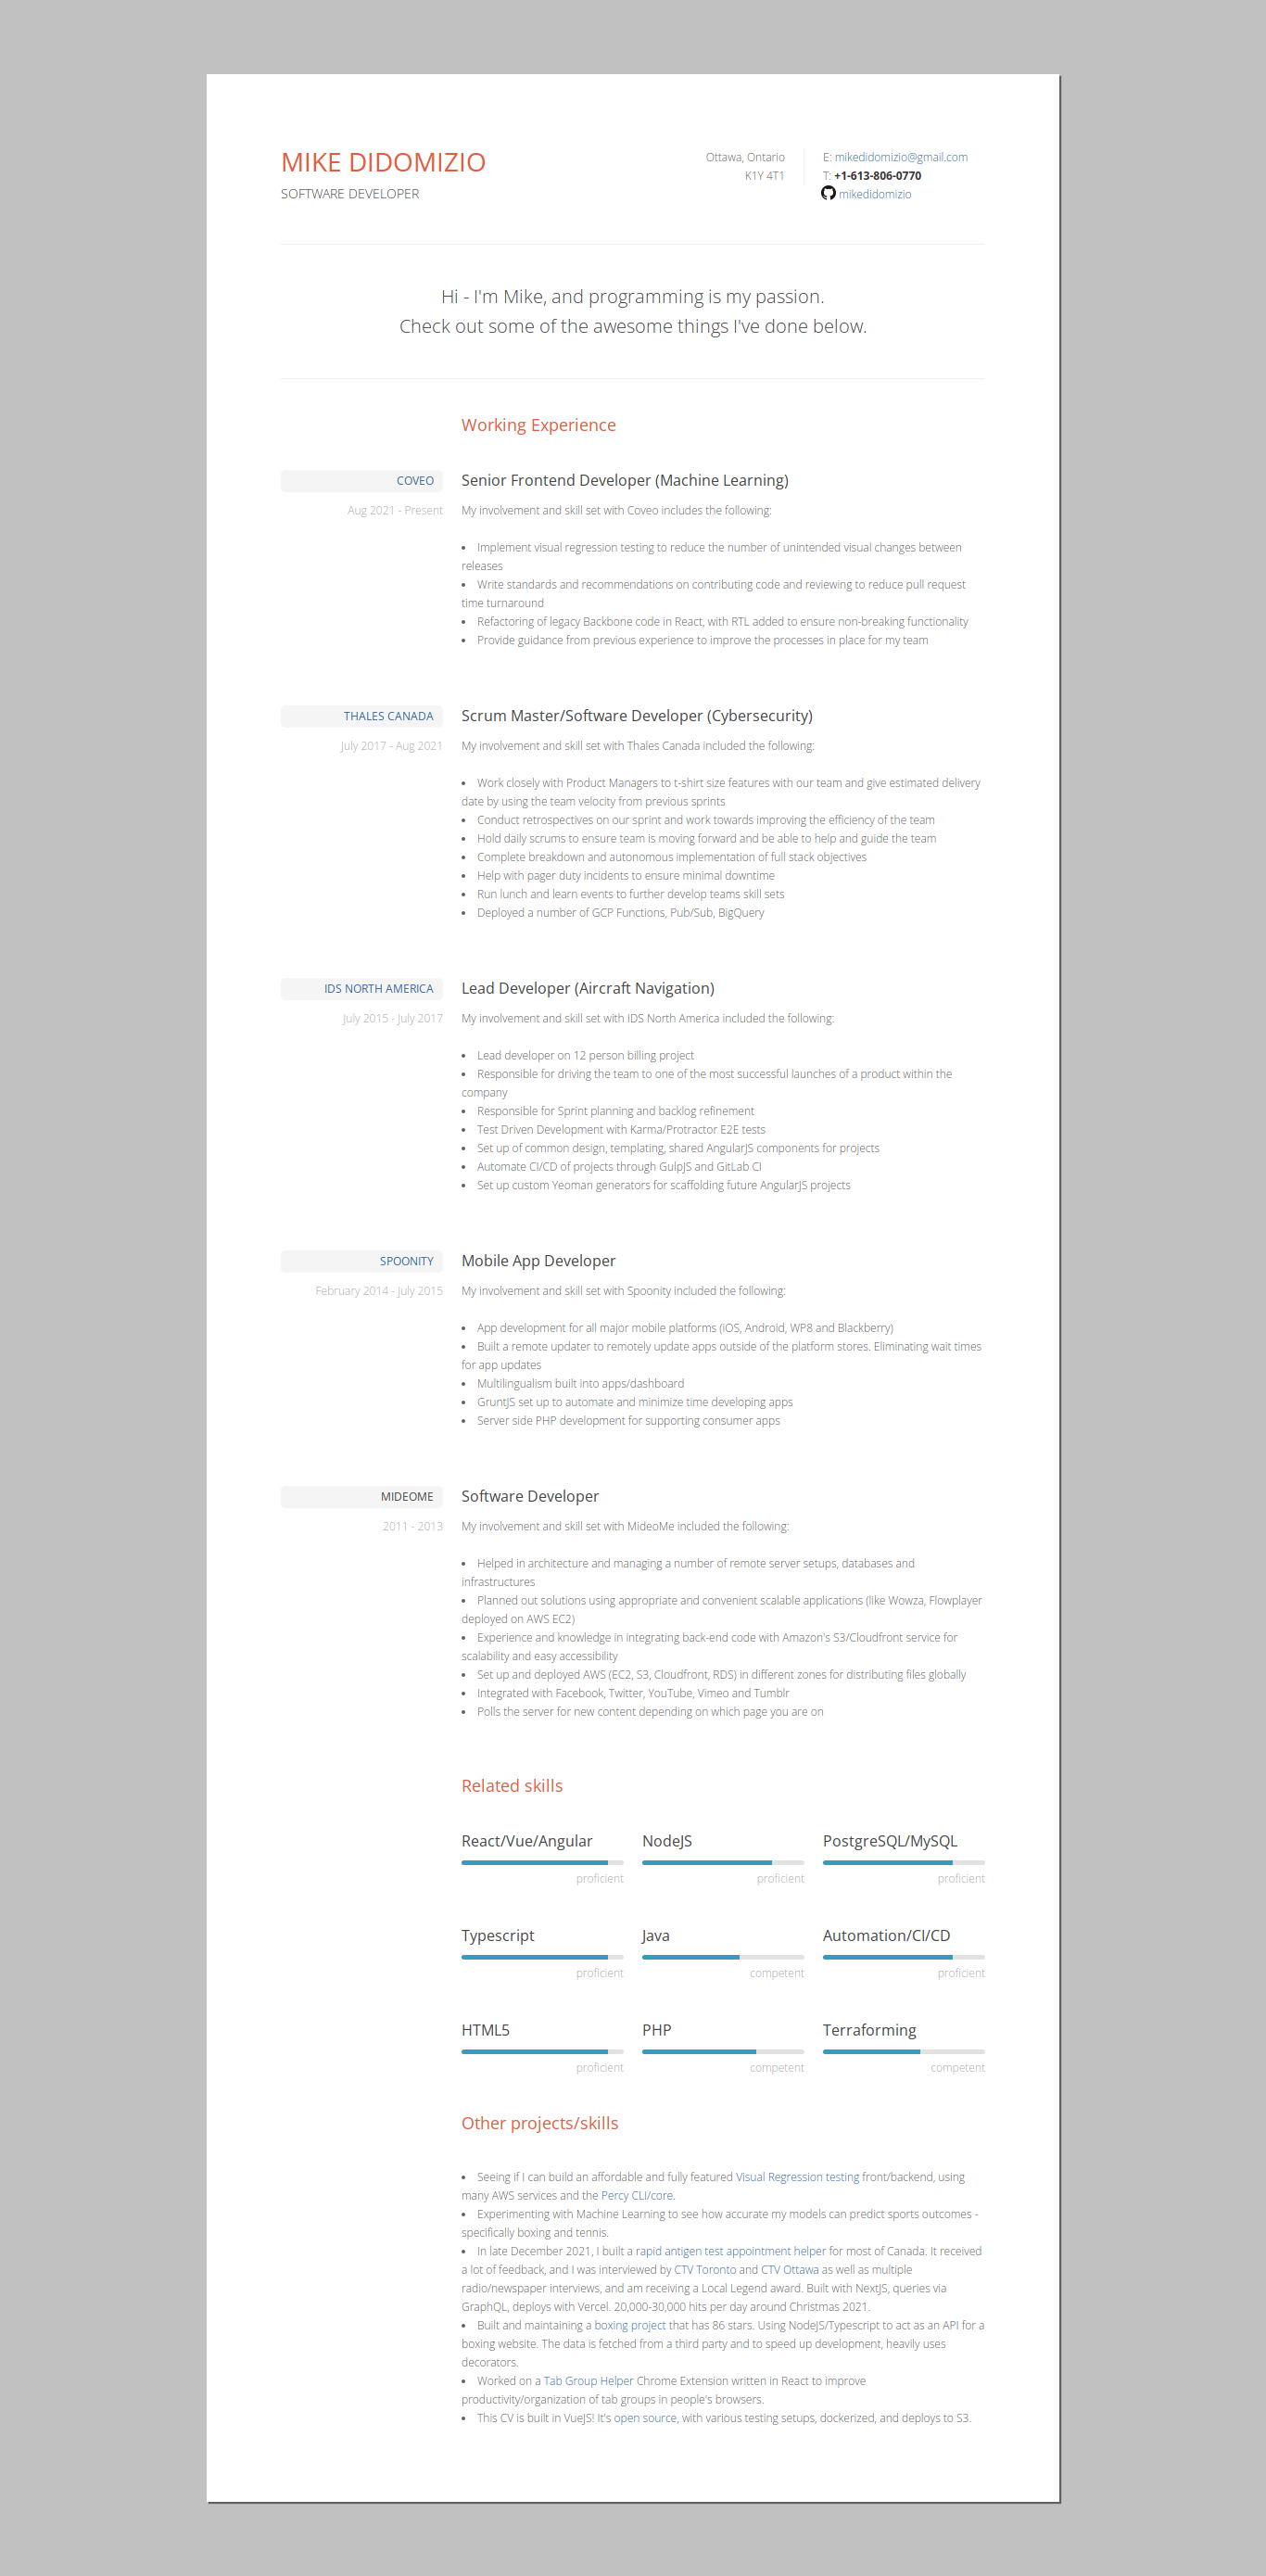 MIKE DIDOMIZIO
SOFTWARE DEVELOPER
Ottawa, Ontario
K1Y 4T1
E: mikedidomizio@gmail.com
T: +1-613-806-0770
mikedidomizio
Hi - I'm Mike, and programming is my passion.
Check out some of the awesome things I've done below.
Working Experience
COVEO
Aug 2021 - Present
Senior Frontend Developer (Machine Learning)
My involvement and skill set with Coveo includes the following:
• Implement visual regression testing to reduce the number of unintended visual changes between
releases
• Write standards and recommendations on contributing code and reviewing to reduce pull request
time turnaround
• Refactoring of legacy Backbone code in React, with RTL added to ensure non-breaking functionality
• Provide guidance from previous experience to improve the processes in place for my team
THALES CANADA
July 2017 - Aug 2021
Scrum Master/Software Developer (Cybersecurity)
My involvement and skill set with Thales Canada included the following:
• Work closely with Product Managers to t-shirt size features with our team and give estimated delivery
date by using the team velocity from previous sprints
• Conduct retrospectives on our sprint and work towards improving the efficiency of the team
• Hold daily scrums to ensure team is moving forward and be able to help and guide the team
• Complete breakdown and autonomous implementation of full stack objectives
• Help with pager duty incidents to ensure minimal downtime
• Run lunch and learn events to further develop teams skill sets
• Deployed a number of GCP Functions, Pub/Sub, BigQuery
IDS NORTH AMERICA
July 2015 - July 2017
Lead Developer (Aircraft Navigation)
My involvement and skill set with IDS North America included the following:
• Lead developer on 12 person billing project
• Responsible for driving the team to one of the most successful launches of a product within the
company
• Responsible for Sprint planning and backlog refinement
• Test Driven Development with Karma/Protractor E2E tests
• Set up of common design, templating, shared AngularJS components for projects
• Automate CI/CD of projects through GulpJS and GitLab CI
• Set up custom Yeoman generators for scaffolding future AngularJS projects
SPOONITY
February 2014 - July 2015
Mobile App Developer
My involvement and skill set with Spoonity included the following:
• App development for all major mobile platforms (iOS, Android, WP8 and Blackberry)
• Built a remote updater to remotely update apps outside of the platform stores. Eliminating wait times
for app updates
• Multilingualism built into apps/dashboard
• GruntJS set up to automate and minimize time developing apps
• Server side PHP development for supporting consumer apps
MIDEOME
2011 - 2013
Software Developer
My involvement and skill set with MideoMe included the following:
• Helped in architecture and managing a number of remote server setups, databases and
infrastructures
• Planned out solutions using appropriate and convenient scalable applications (like Wowza, Flowplayer
deployed on AWS EC2)
• Experience and knowledge in integrating back-end code with Amazon's S3/Cloudfront service for
scalability and easy accessibility
• Set up and deployed AWS (EC2, S3, Cloudfront, RDS) in different zones for distributing files globally
• Integrated with Facebook, Twitter, YouTube, Vimeo and Tumblr
• Polls the server for new content depending on which page you are on
Related skills
React/Vue/Angular
proficient
NodeJS
proficient
PostgreSQL/MySQL
proficient
Typescript
proficient
Java
competent
Automation/CI/CD
proficient
HTML5
proficient
PHP
competent
Terraforming
competent
Other projects/skills
• Seeing if I can build an affordable and fully featured Visual Regression testing front/backend, using
many AWS services and the Percy CLI/core.
• Experimenting with Machine Learning to see how accurate my models can predict sports outcomes -
specifically boxing and tennis.
• In late December 2021, I built a rapid antigen test appointment helper for most of Canada. It received
a lot of feedback, and I was interviewed by CTV Toronto and CTV Ottawa as well as multiple
radio/newspaper interviews, and am receiving a Local Legend award. Built with NextJS, queries via
GraphQL, deploys with Vercel. 20,000-30,000 hits per day around Christmas 2021.
• Built and maintaining a boxing project that has 86 stars. Using NodeJS/Typescript to act as an API for a
boxing website. The data is fetched from a third party and to speed up development, heavily uses
decorators.
• Worked on a Tab Group Helper Chrome Extension written in React to improve
productivity/organization of tab groups in people's browsers.
• This CV is built in VueJS! It's open source, with various testing setups, dockerized, and deploys to S3.